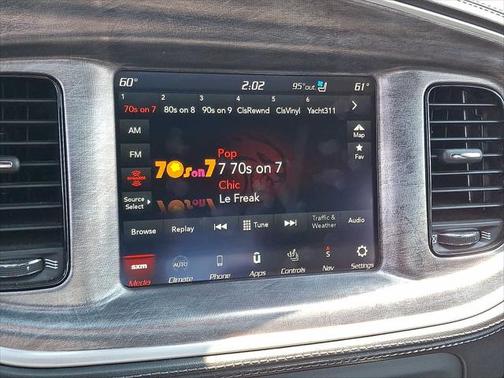 60° 2:02 95°out 61°
1 2 3 4 5 6
70s on 7 80s on 8 90s on 9 ClsRewnd ClsVinyl Yacht311
AM
FM
Source
Select
70s on 7
Pop
7 70s on 7
Chic
Le Freak
Map
Fav
Browse Replay Tune Traffic &
Weather Audio
sxm AUTO S
Media Climate Phone Apps Controls Nav Settings